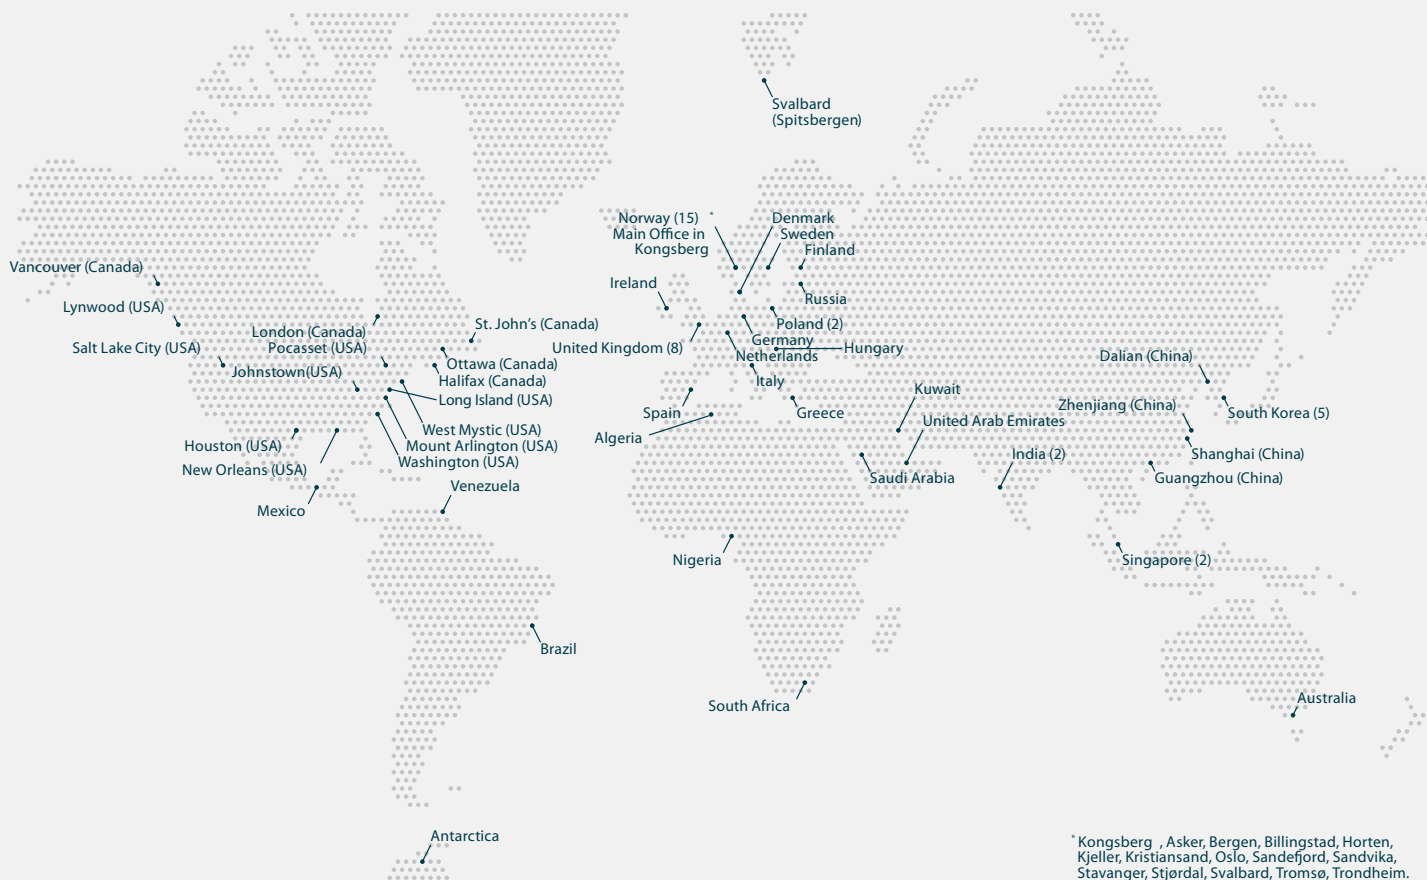 Svalbard
(Spitsbergen)
Norway (15) *
Main Office in
Kongsberg
Denmark
Sweden
Finland
Vancouver (Canada)
Ireland
Lynwood (USA)
Russia
London (Canada)
St. John's (Canada)
Poland (2)
Salt Lake City (USA)
Pocasset (USA)
United Kingdom (8)
Germany
Netherlands
Hungary
Dalian (China)
Ottawa (Canada)
Johnstown(USA)
Halifax (Canada)
Italy
Kuwait
Long Island (USA)
Zhenjiang (China)
Spain
Greece
South Korea (5)
United Arab Emirates
West Mystic (USA)
Algeria
Houston (USA)
Mount Arlington (USA)
India (2)
Shanghai (China)
New Orleans (USA)
Washington (USA)
Saudi Arabia
Guangzhou (China)
Venezuela
Mexico
Nigeria
Singapore (2)
Brazil
South Africa
Australia
Antarctica
* Kongsberg , Asker, Bergen, Billingstad, Horten,
Kjeller, Kristiansand, Oslo, Sandefjord, Sandvika,
Stavanger, Stjørdal, Svalbard, Tromsø, Trondheim.